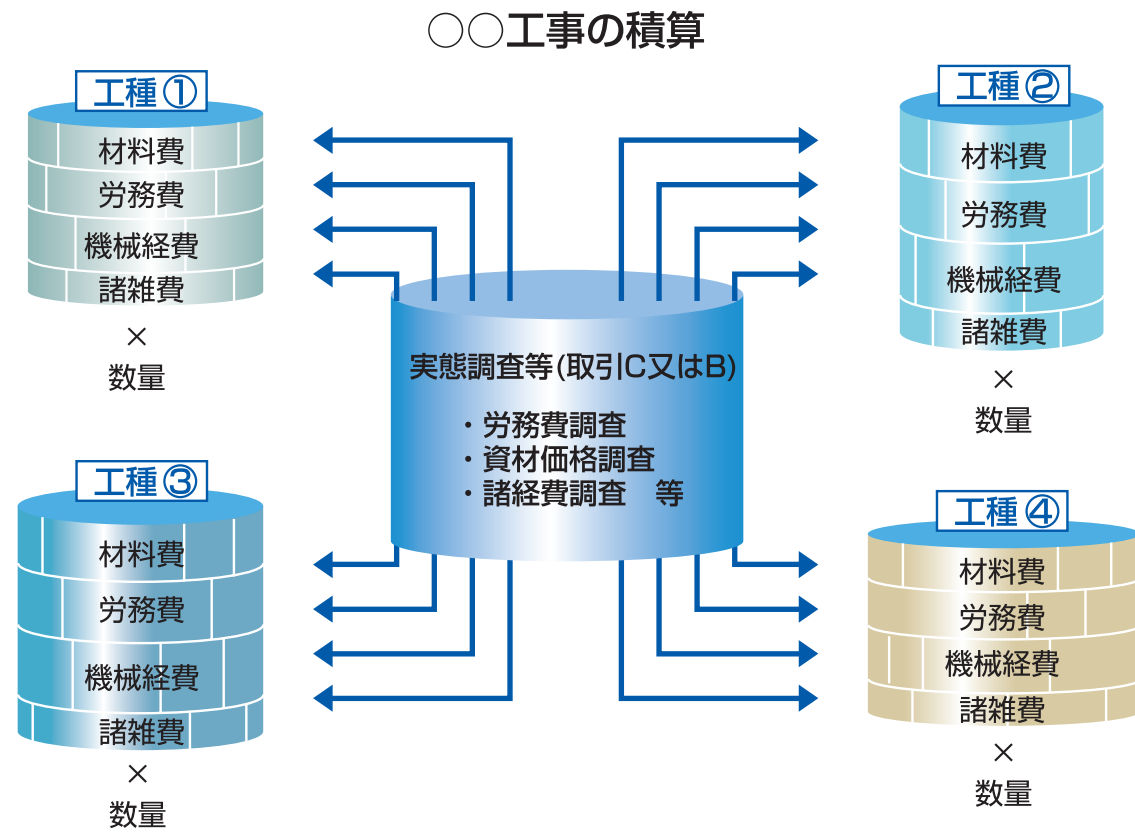 ○○工事の積算
工種①
材料費
労務費
機械経費
諸雑費
×
数量
工種②
材料費
労務費
機械経費
諸雑費
×
数量
実態調査等(取引C又はB)
・労務費調査
・資材価格調査
・諸経費調査　等
工種③
材料費
労務費
機械経費
諸雑費
×
数量
工種④
材料費
労務費
機械経費
諸雑費
×
数量